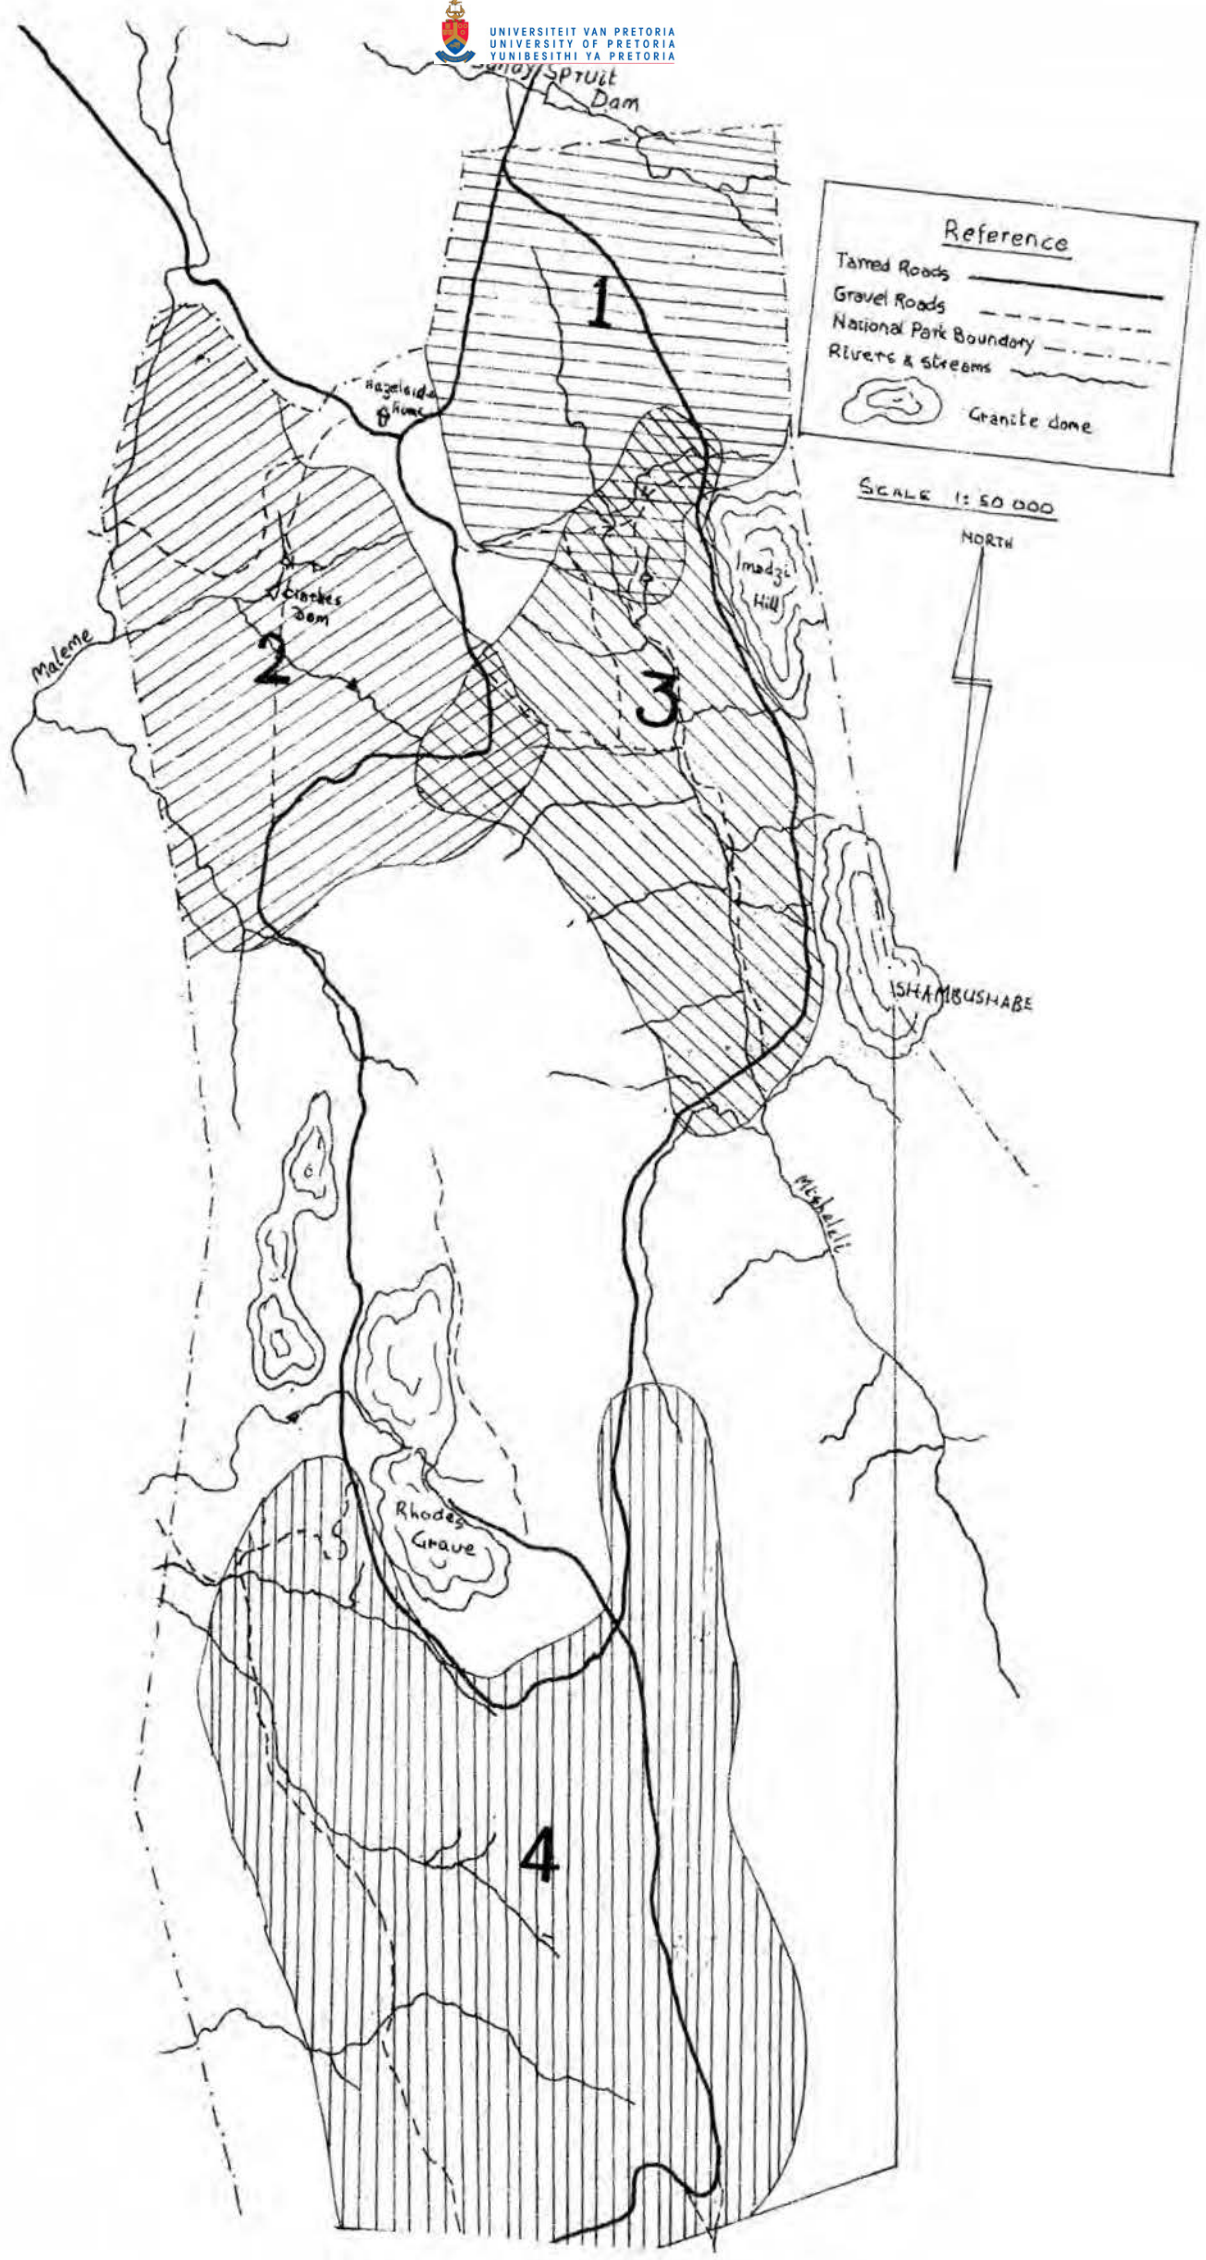 UNIVERSITEIT VAN PRETORIA
UNIVERSITY OF PRETORIA
YUNIBESITHI YA PRETORIA
Spruit
Dam
Reference
Tarred Roads
Gravel Roads
National Park Boundary
Rivers & streams
Granite dome
SCALE 1:50 000
NORTH
1
Hazelside
Imadzi
Hill
Dam
Maleme
2
3
SHAMBUSHABE
Mtsheleli
Rhodes
Grave
4